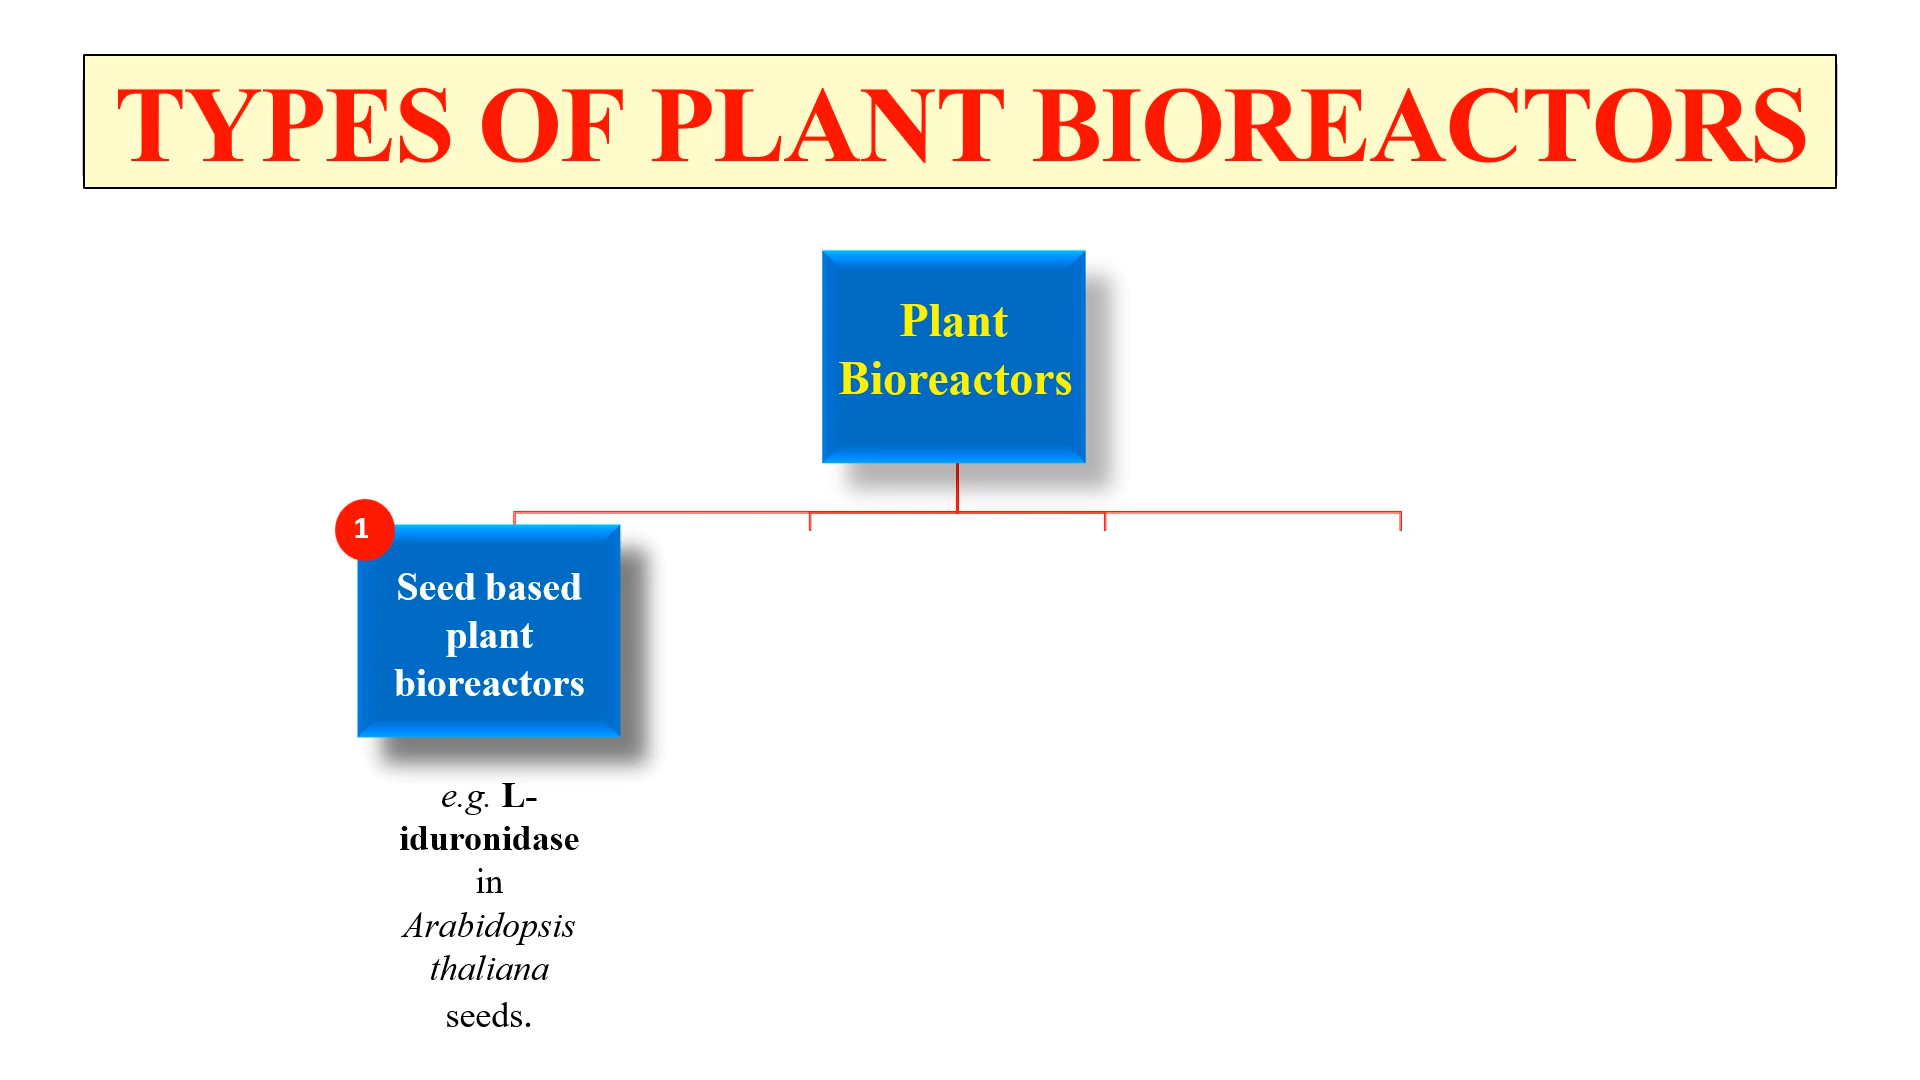 TYPES OF PLANT BIOREACTORS
Plant
Bioreactors
1
Seed based
plant
bioreactors
e.g. L-
iduronidase
in
Arabidopsis
thaliana
seeds.